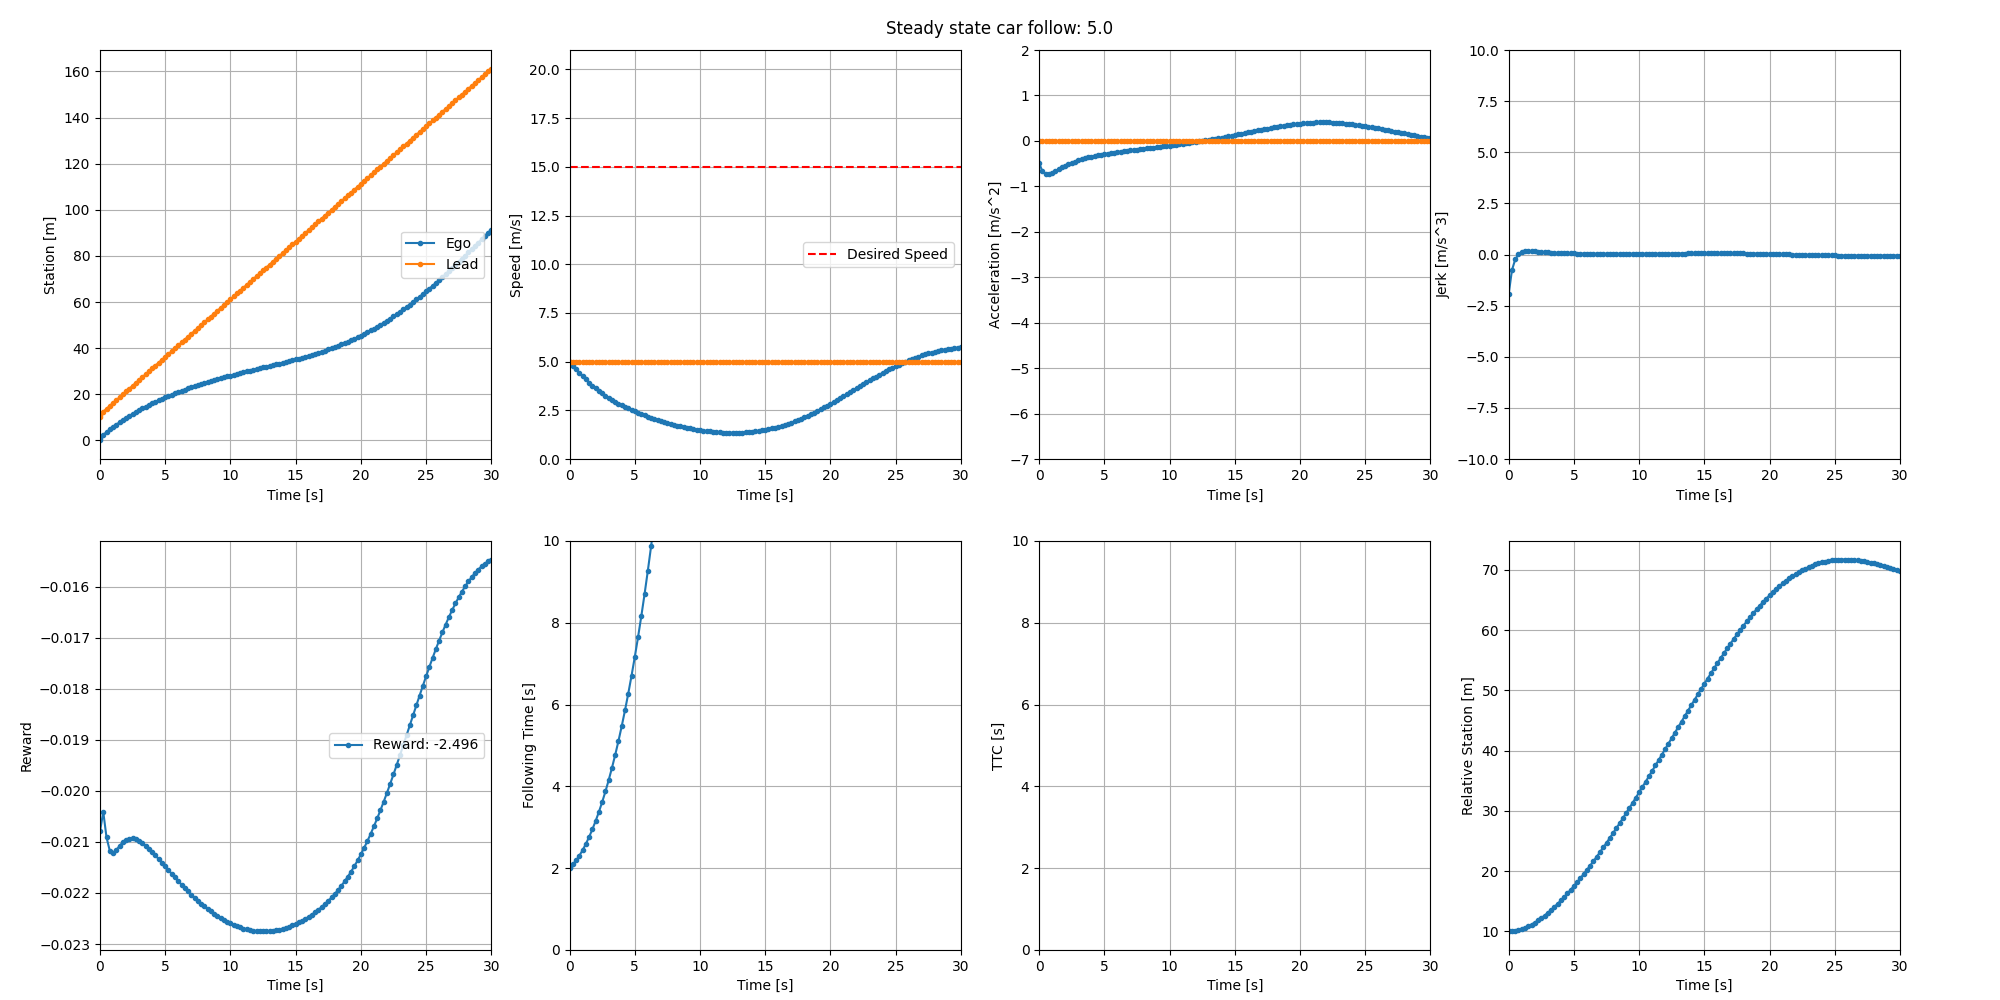 Steady state car follow: 5.0
Station [m]
160
140
120
100
80
60
40
20
0
Ego
Lead
0 5 10 15 20 25 30
Time [s]
Speed [m/s]
20.0
17.5
15.0
12.5
10.0
7.5
5.0
2.5
0.0
Desired Speed
0 5 10 15 20 25 30
Time [s]
Acceleration [m/s^2]
2
1
0
−1
−2
−3
−4
−5
−6
−7
0 5 10 15 20 25 30
Time [s]
Jerk [m/s^3]
10.0
7.5
5.0
2.5
0.0
−2.5
−5.0
−7.5
−10.0
0 5 10 15 20 25 30
Time [s]
Reward
−0.016
−0.017
−0.018
−0.019
−0.020
−0.021
−0.022
−0.023
Reward: -2.496
0 5 10 15 20 25 30
Time [s]
Following Time [s]
10
8
6
4
2
0
0 5 10 15 20 25 30
Time [s]
TTC [s]
10
8
6
4
2
0
0 5 10 15 20 25 30
Time [s]
Relative Station [m]
70
60
50
40
30
20
10
0 5 10 15 20 25 30
Time [s]